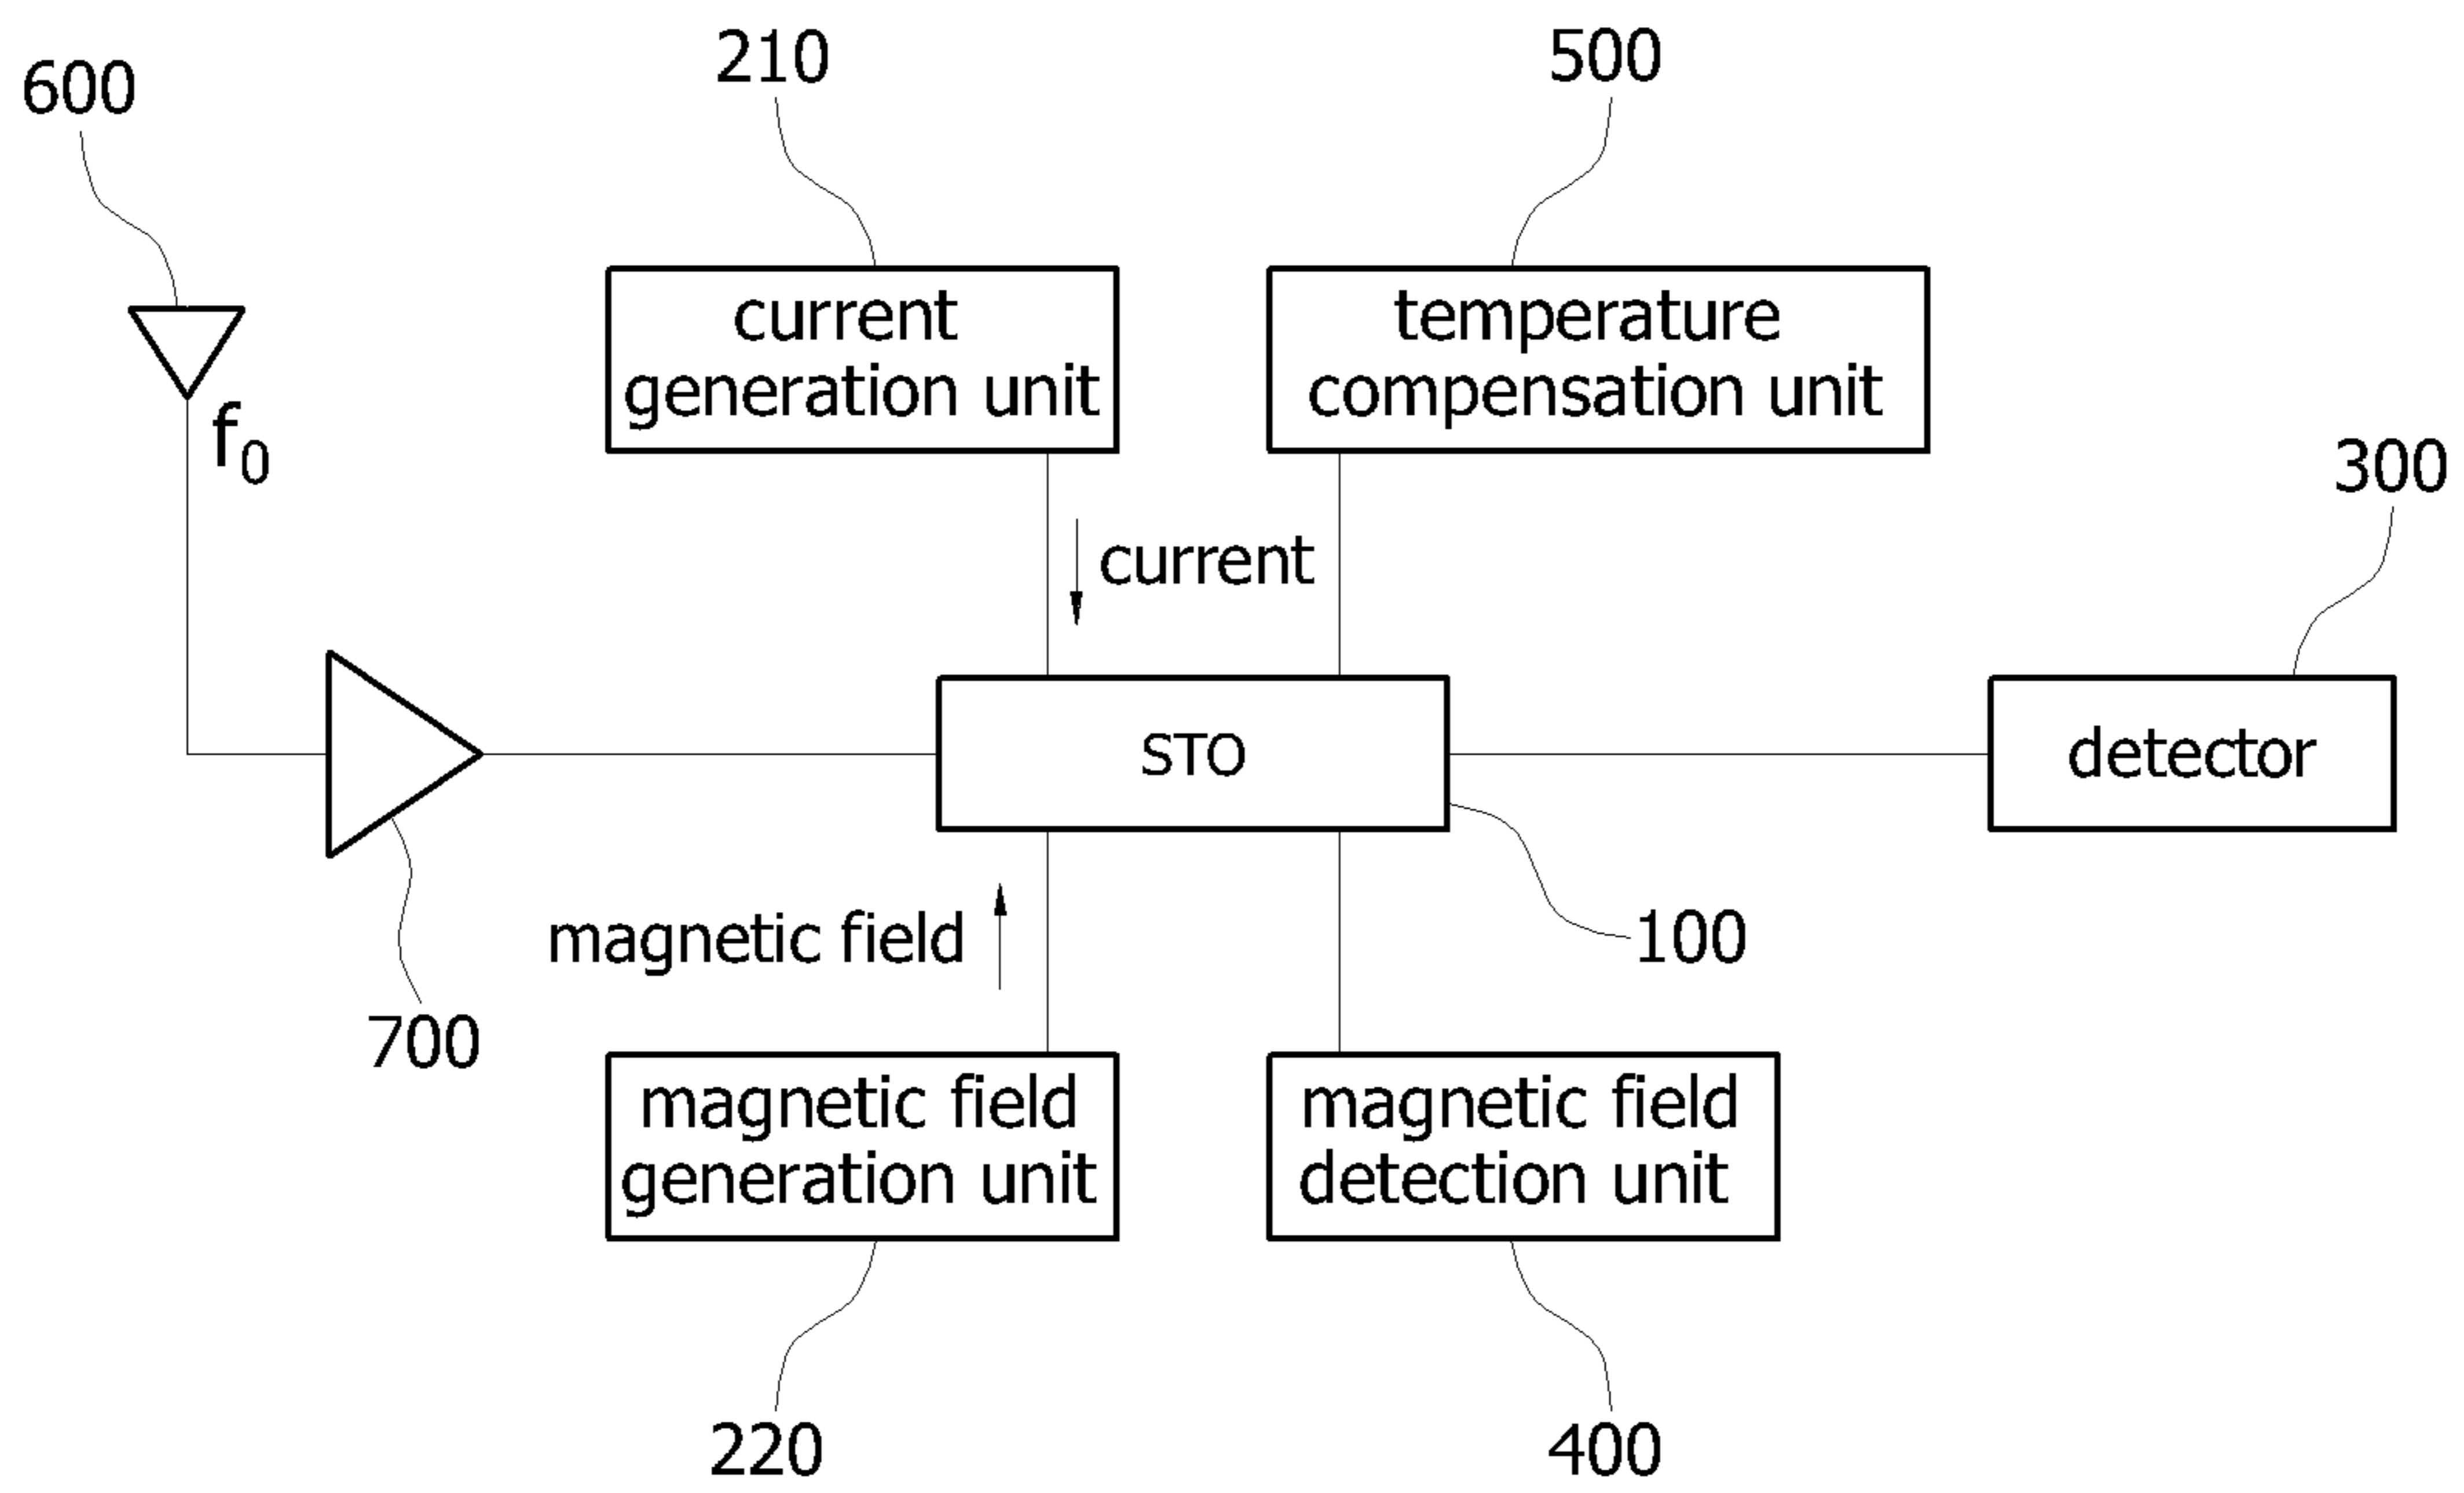 210
500
600
current
generation unit
temperature
compensation unit
f₀
300
current
STO
detector
magnetic field
100
700
magnetic field
generation unit
magnetic field
detection unit
220
400